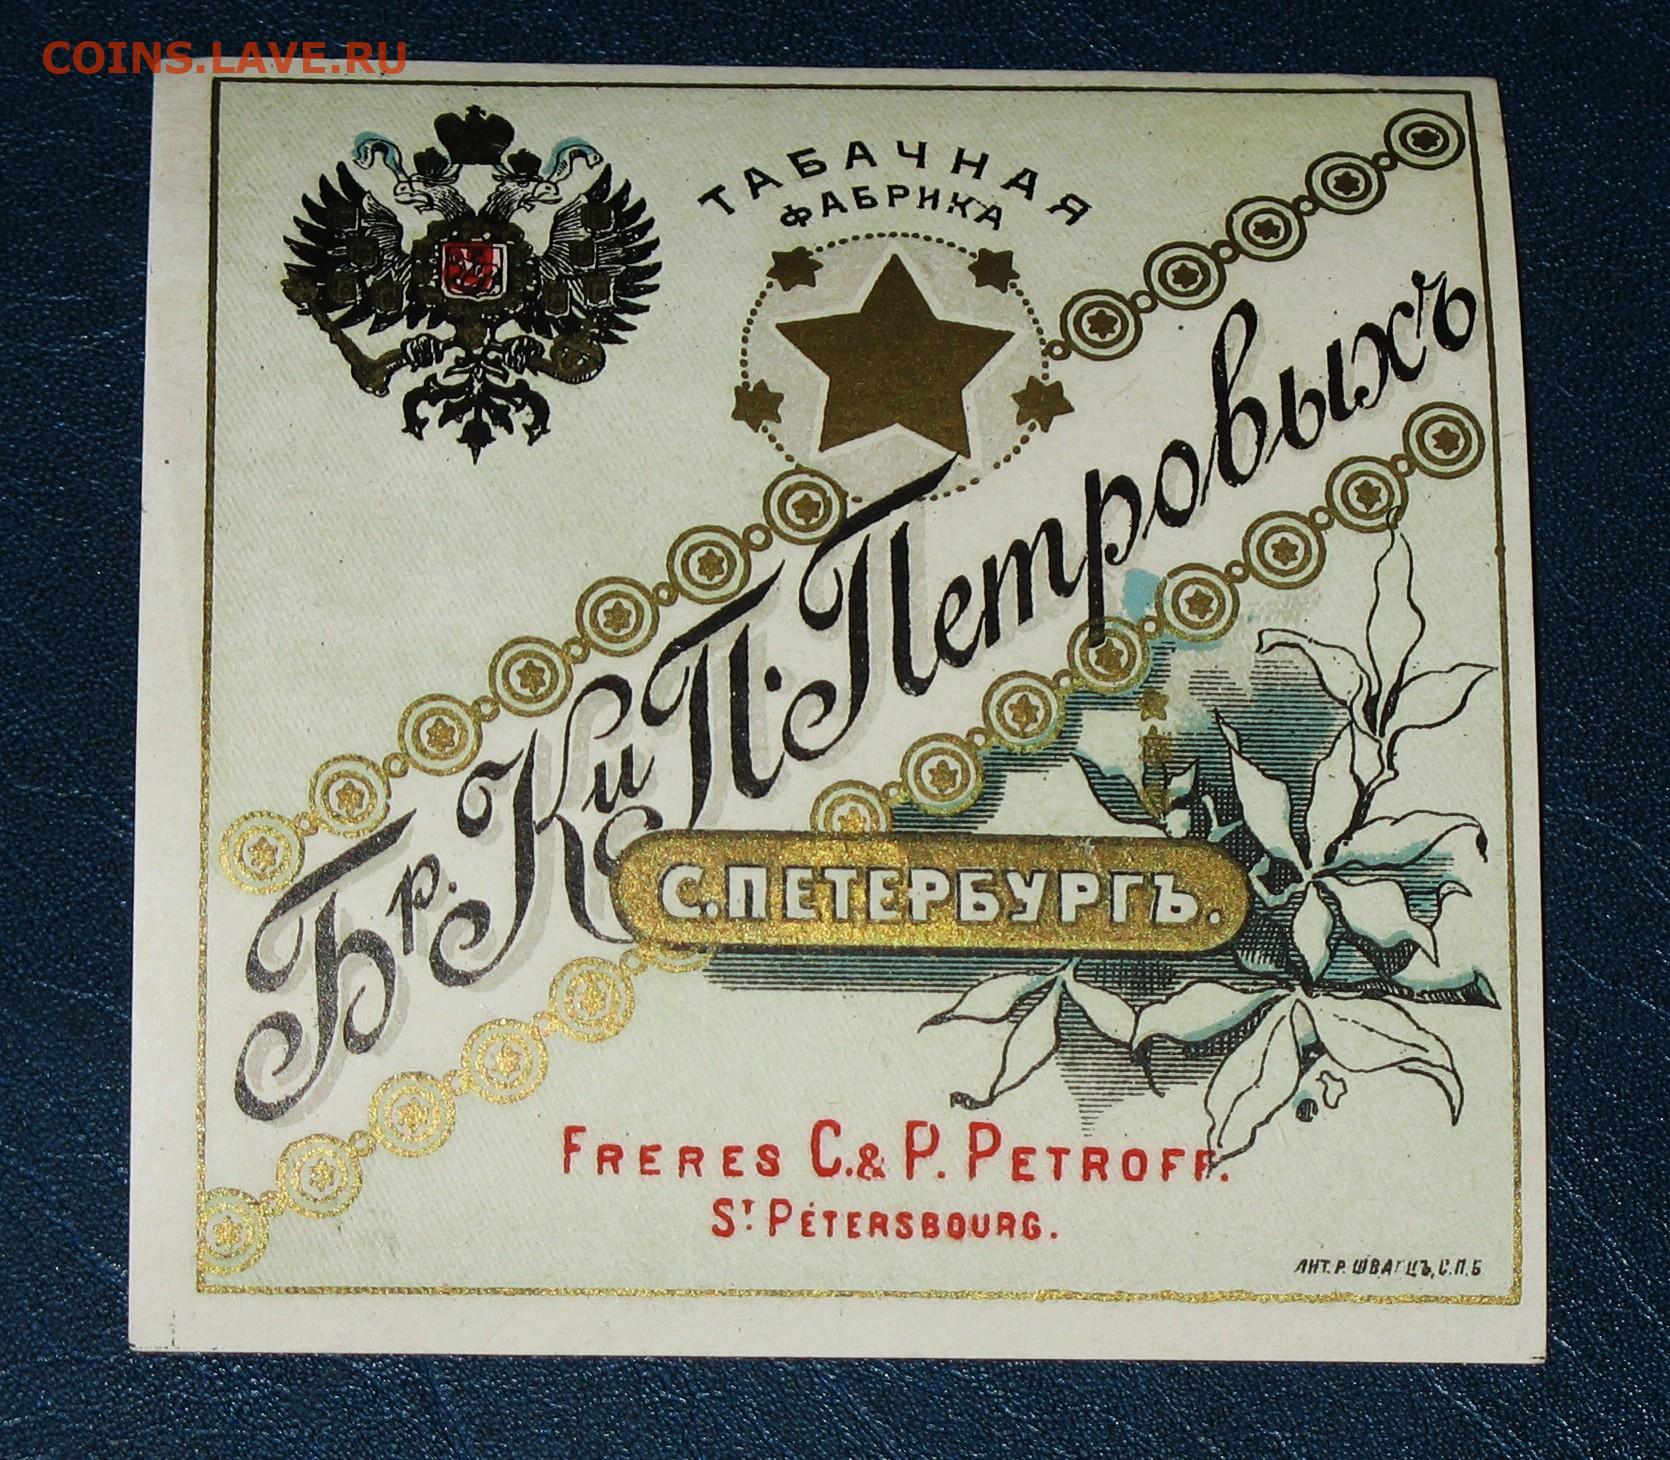 COINS.LAVE.RU
ТАБАЧНАЯ
ФАБРИКА
Бр. К и П. Петровыхъ
С.ПЕТЕРБУРГЪ.
FRERES C. & P. PETROFF.
ST PÉTERSBOURG.
ЛИТ. Р. ШВАРЦЪ, С.П.Б